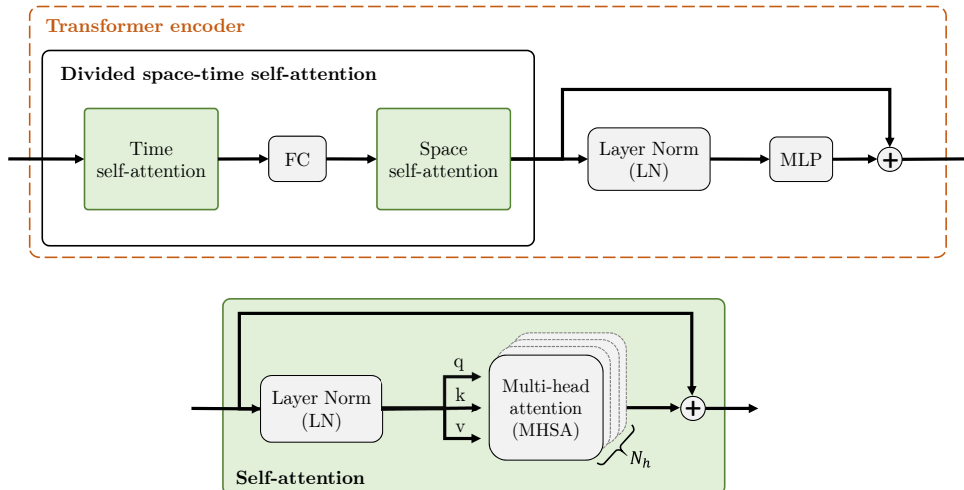 Transformer encoder
Divided space-time self-attention
Time
self-attention
FC
Space
self-attention
Layer Norm
(LN)
MLP
+
Layer Norm
(LN)
q
k
v
Multi-head
attention
(MHSA)
+
N_h
Self-attention